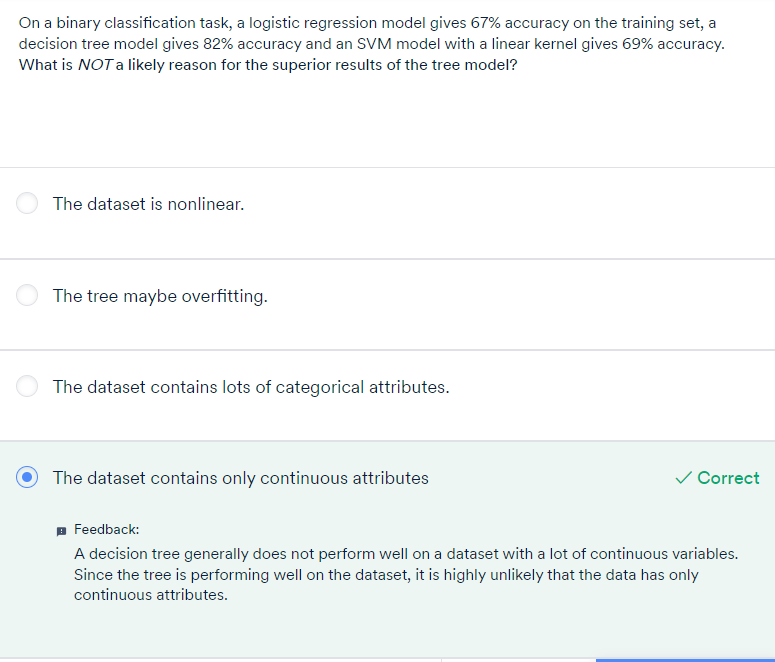 On a binary classification task, a logistic regression model gives 67% accuracy on the training set, a
decision tree model gives 82% accuracy and an SVM model with a linear kernel gives 69% accuracy.
What is NOT a likely reason for the superior results of the tree model?
The dataset is nonlinear.
The tree maybe overfitting.
The dataset contains lots of categorical attributes.
The dataset contains only continuous attributes
Correct
Feedback:
A decision tree generally does not perform well on a dataset with a lot of continuous variables.
Since the tree is performing well on the dataset, it is highly unlikely that the data has only
continuous attributes.